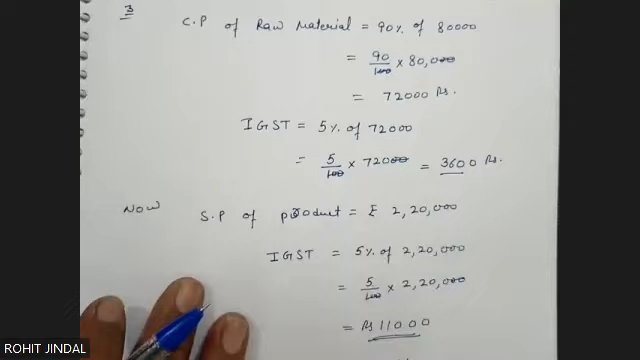 3
C.P of Raw Material = 90% of 80000
= 90/100 x 80,000
= 72000 Rs.
IGST = 5% of 72000
= 5/100 x 72000 = 3600 Rs.
Now S.P of product = ₹ 2,20,000
IGST = 5% of 2,20,000
= 5/100 x 2,20,000
= Rs 11000
ROHIT JINDAL